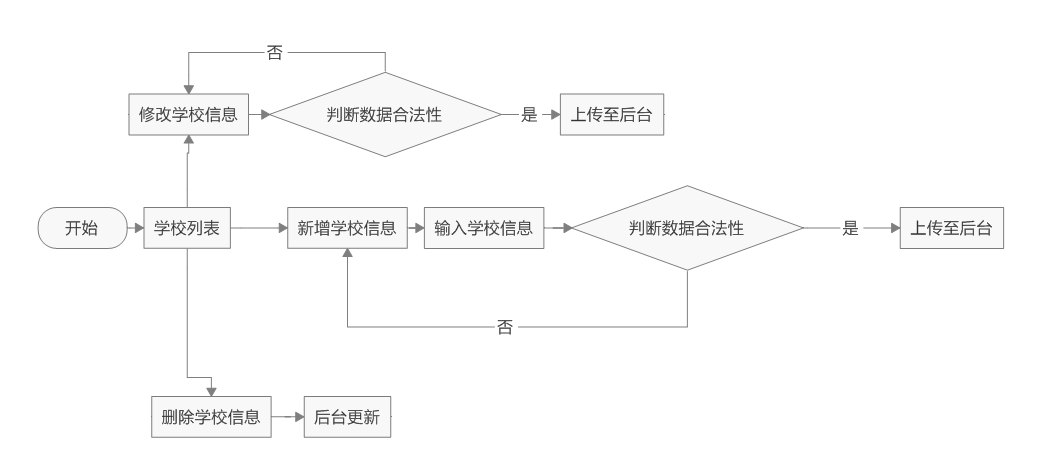 否
修改学校信息
判断数据合法性
是
上传至后台
开始
学校列表
新增学校信息
输入学校信息
判断数据合法性
是
上传至后台
否
删除学校信息
后台更新